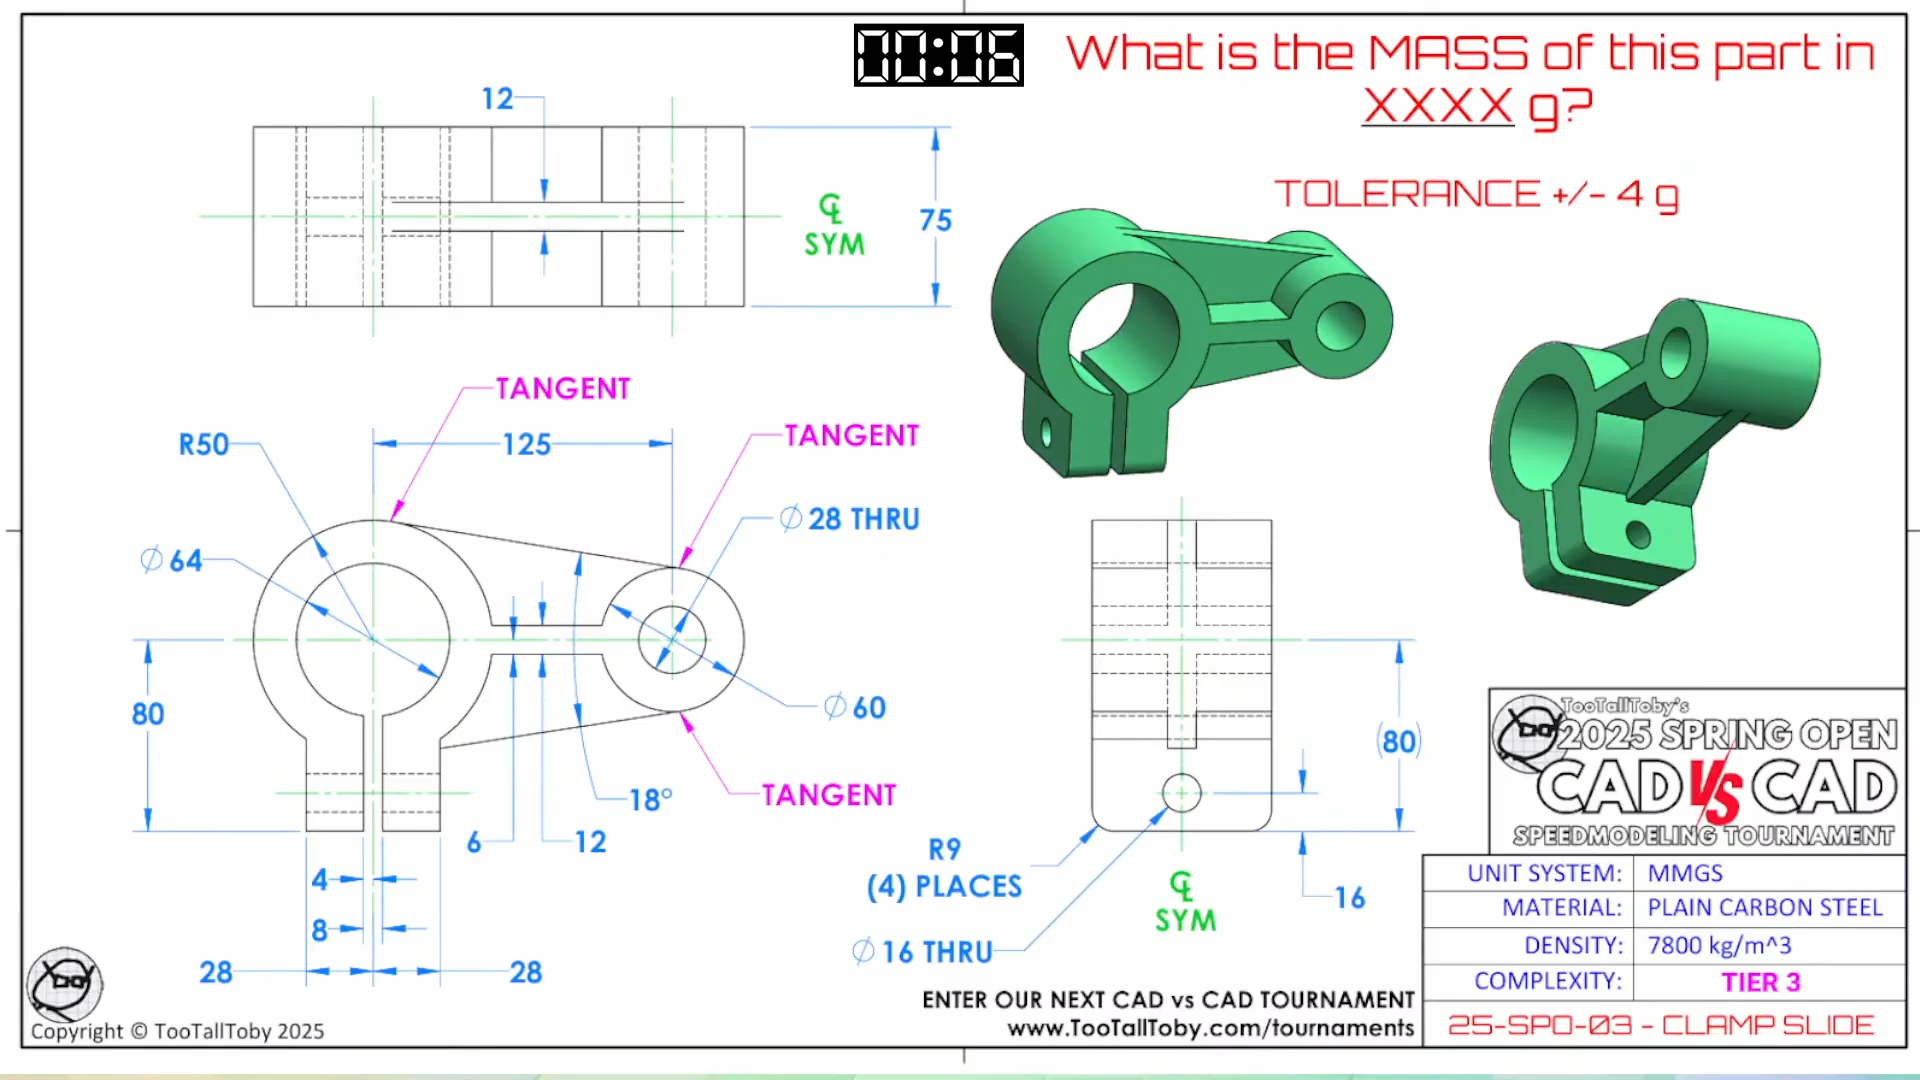 00:06
What is the MASS of this part in
XXXX g?
TOLERANCE +/- 4 g
12
℄
SYM
75
TANGENT
R50
125
TANGENT
∅ 28 THRU
∅ 64
80
∅ 60
(80)
18°
TANGENT
6
12
4
8
28
28
R9
(4) PLACES
℄
SYM
16
∅ 16 THRU
TooTallToby's
2025 SPRING OPEN
CAD VS CAD
SPEEDMODELING TOURNAMENT
UNIT SYSTEM: MMGS
MATERIAL: PLAIN CARBON STEEL
DENSITY: 7800 kg/m^3
COMPLEXITY: TIER 3
25-SPO-03 - CLAMP SLIDE
ENTER OUR NEXT CAD vs CAD TOURNAMENT
www.TooTallToby.com/tournaments
Copyright © TooTallToby 2025